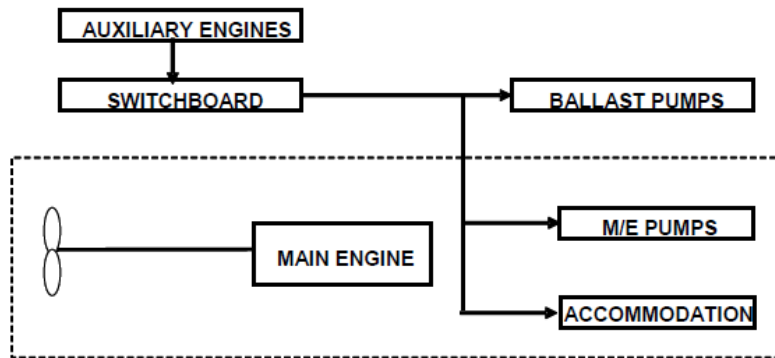 AUXILIARY ENGINES
SWITCHBOARD
BALLAST PUMPS
MAIN ENGINE
M/E PUMPS
ACCOMMODATION